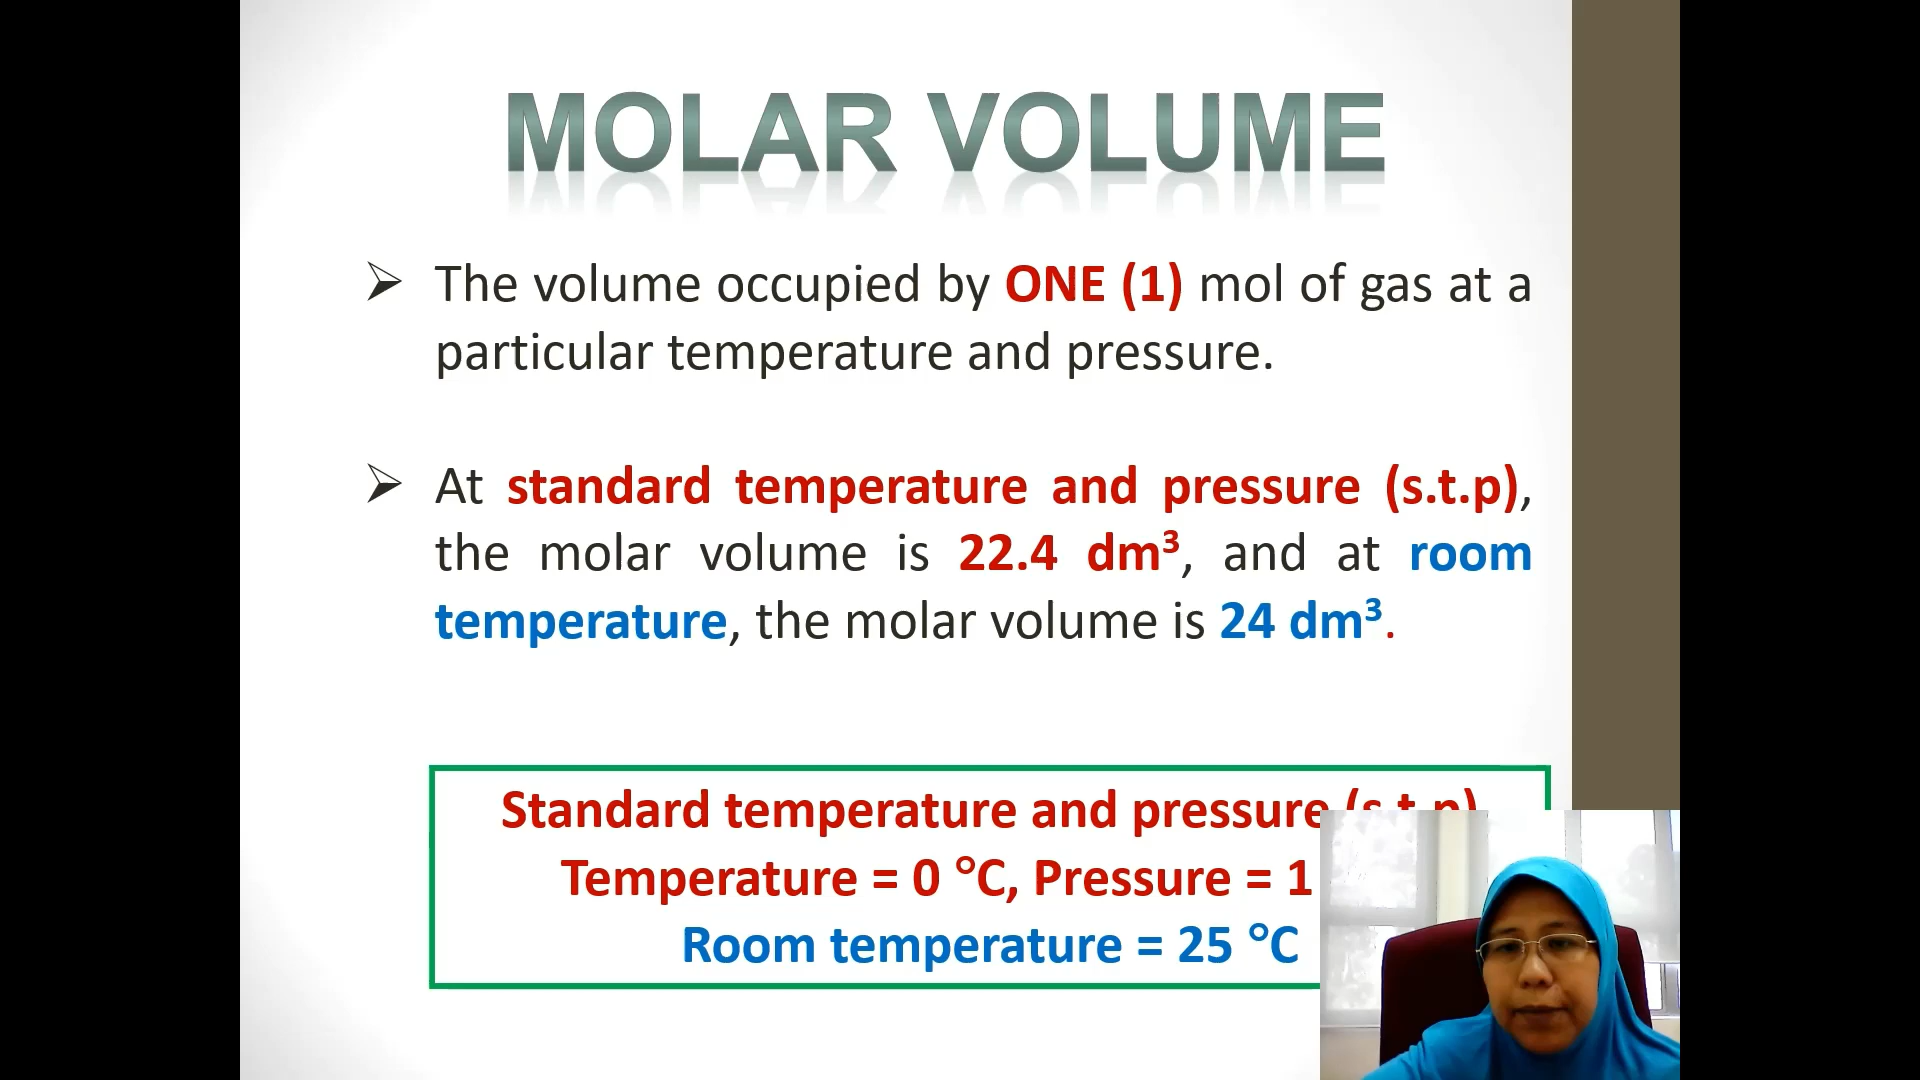 MOLAR VOLUME
The volume occupied by ONE (1) mol of gas at a
particular temperature and pressure.
At standard temperature and pressure (s.t.p),
the molar volume is 22.4 dm³, and at room
temperature, the molar volume is 24 dm³.
Standard temperature and pressure (s.t.p)
Temperature = 0 °C, Pressure = 1
Room temperature = 25 °C